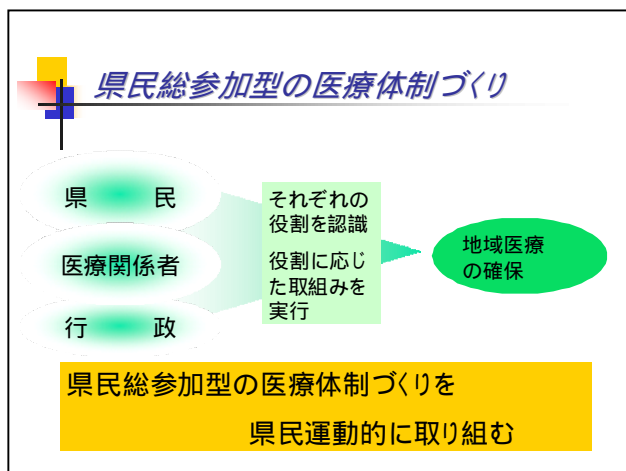 県民総参加型の医療体制づくり
県　　民
医療関係者
行　　政
それぞれの
役割を認識
役割に応じ
た取組みを
実行
地域医療
の確保
県民総参加型の医療体制づくりを
県民運動的に取り組む